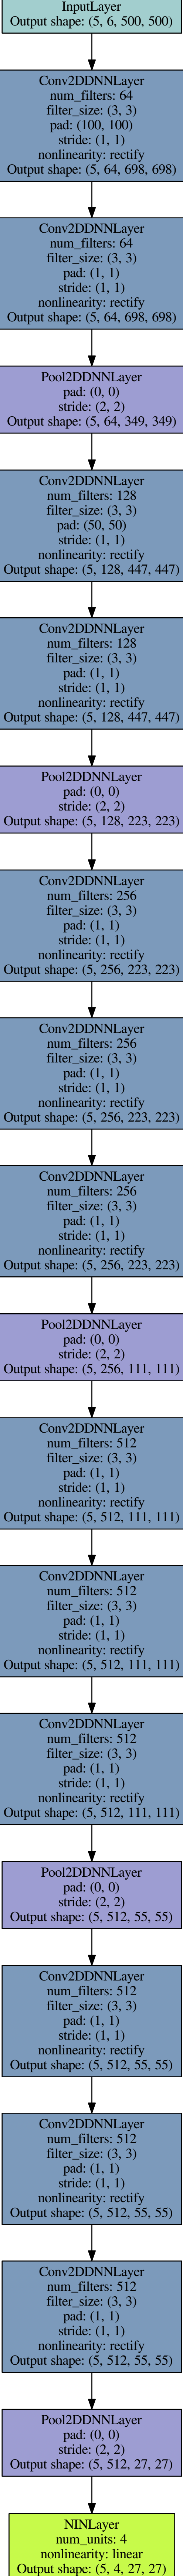 InputLayer
Output shape: (5, 6, 500, 500)
Conv2DDNNLayer
num_filters: 64
filter_size: (3, 3)
pad: (100, 100)
stride: (1, 1)
nonlinearity: rectify
Output shape: (5, 64, 698, 698)
Conv2DDNNLayer
num_filters: 64
filter_size: (3, 3)
pad: (1, 1)
stride: (1, 1)
nonlinearity: rectify
Output shape: (5, 64, 698, 698)
Pool2DDNNLayer
pad: (0, 0)
stride: (2, 2)
Output shape: (5, 64, 349, 349)
Conv2DDNNLayer
num_filters: 128
filter_size: (3, 3)
pad: (50, 50)
stride: (1, 1)
nonlinearity: rectify
Output shape: (5, 128, 447, 447)
Conv2DDNNLayer
num_filters: 128
filter_size: (3, 3)
pad: (1, 1)
stride: (1, 1)
nonlinearity: rectify
Output shape: (5, 128, 447, 447)
Pool2DDNNLayer
pad: (0, 0)
stride: (2, 2)
Output shape: (5, 128, 223, 223)
Conv2DDNNLayer
num_filters: 256
filter_size: (3, 3)
pad: (1, 1)
stride: (1, 1)
nonlinearity: rectify
Output shape: (5, 256, 223, 223)
Conv2DDNNLayer
num_filters: 256
filter_size: (3, 3)
pad: (1, 1)
stride: (1, 1)
nonlinearity: rectify
Output shape: (5, 256, 223, 223)
Conv2DDNNLayer
num_filters: 256
filter_size: (3, 3)
pad: (1, 1)
stride: (1, 1)
nonlinearity: rectify
Output shape: (5, 256, 223, 223)
Pool2DDNNLayer
pad: (0, 0)
stride: (2, 2)
Output shape: (5, 256, 111, 111)
Conv2DDNNLayer
num_filters: 512
filter_size: (3, 3)
pad: (1, 1)
stride: (1, 1)
nonlinearity: rectify
Output shape: (5, 512, 111, 111)
Conv2DDNNLayer
num_filters: 512
filter_size: (3, 3)
pad: (1, 1)
stride: (1, 1)
nonlinearity: rectify
Output shape: (5, 512, 111, 111)
Conv2DDNNLayer
num_filters: 512
filter_size: (3, 3)
pad: (1, 1)
stride: (1, 1)
nonlinearity: rectify
Output shape: (5, 512, 111, 111)
Pool2DDNNLayer
pad: (0, 0)
stride: (2, 2)
Output shape: (5, 512, 55, 55)
Conv2DDNNLayer
num_filters: 512
filter_size: (3, 3)
pad: (1, 1)
stride: (1, 1)
nonlinearity: rectify
Output shape: (5, 512, 55, 55)
Conv2DDNNLayer
num_filters: 512
filter_size: (3, 3)
pad: (1, 1)
stride: (1, 1)
nonlinearity: rectify
Output shape: (5, 512, 55, 55)
Conv2DDNNLayer
num_filters: 512
filter_size: (3, 3)
pad: (1, 1)
stride: (1, 1)
nonlinearity: rectify
Output shape: (5, 512, 55, 55)
Pool2DDNNLayer
pad: (0, 0)
stride: (2, 2)
Output shape: (5, 512, 27, 27)
NINLayer
num_units: 4
nonlinearity: linear
Output shape: (5, 4, 27, 27)